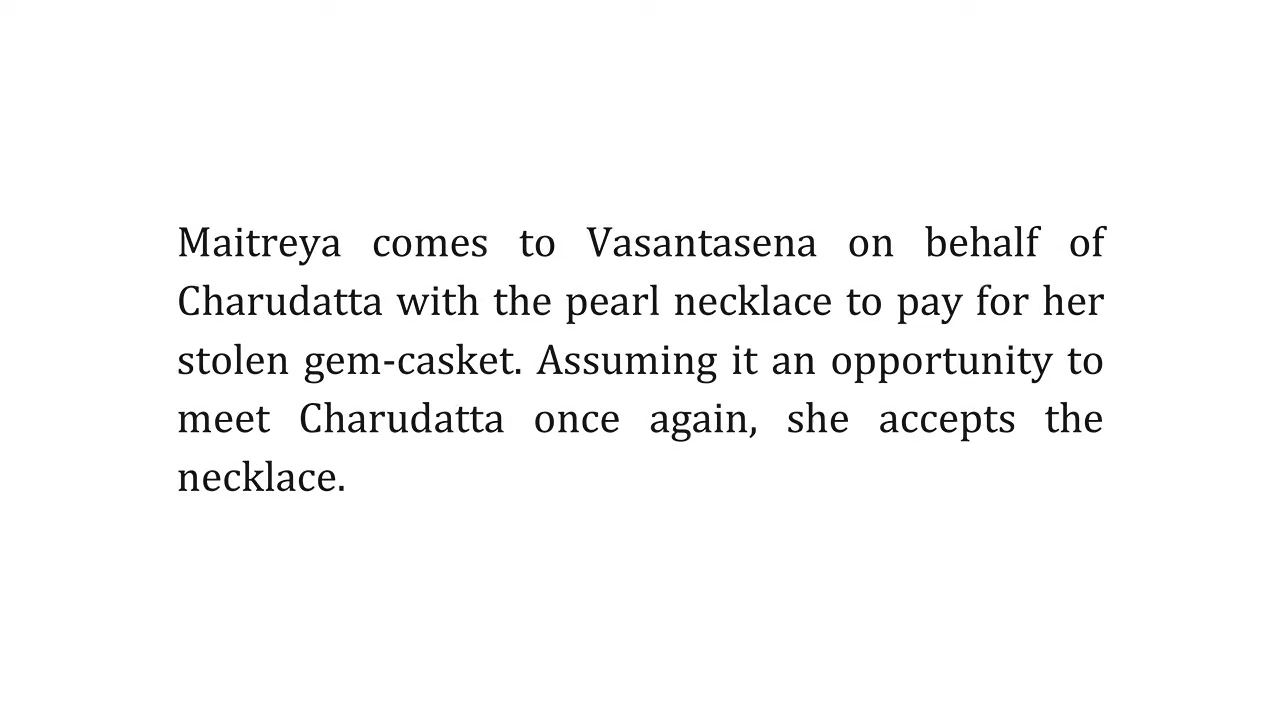 Maitreya comes to Vasantasena on behalf of
Charudatta with the pearl necklace to pay for her
stolen gem-casket. Assuming it an opportunity to
meet Charudatta once again, she accepts the
necklace.